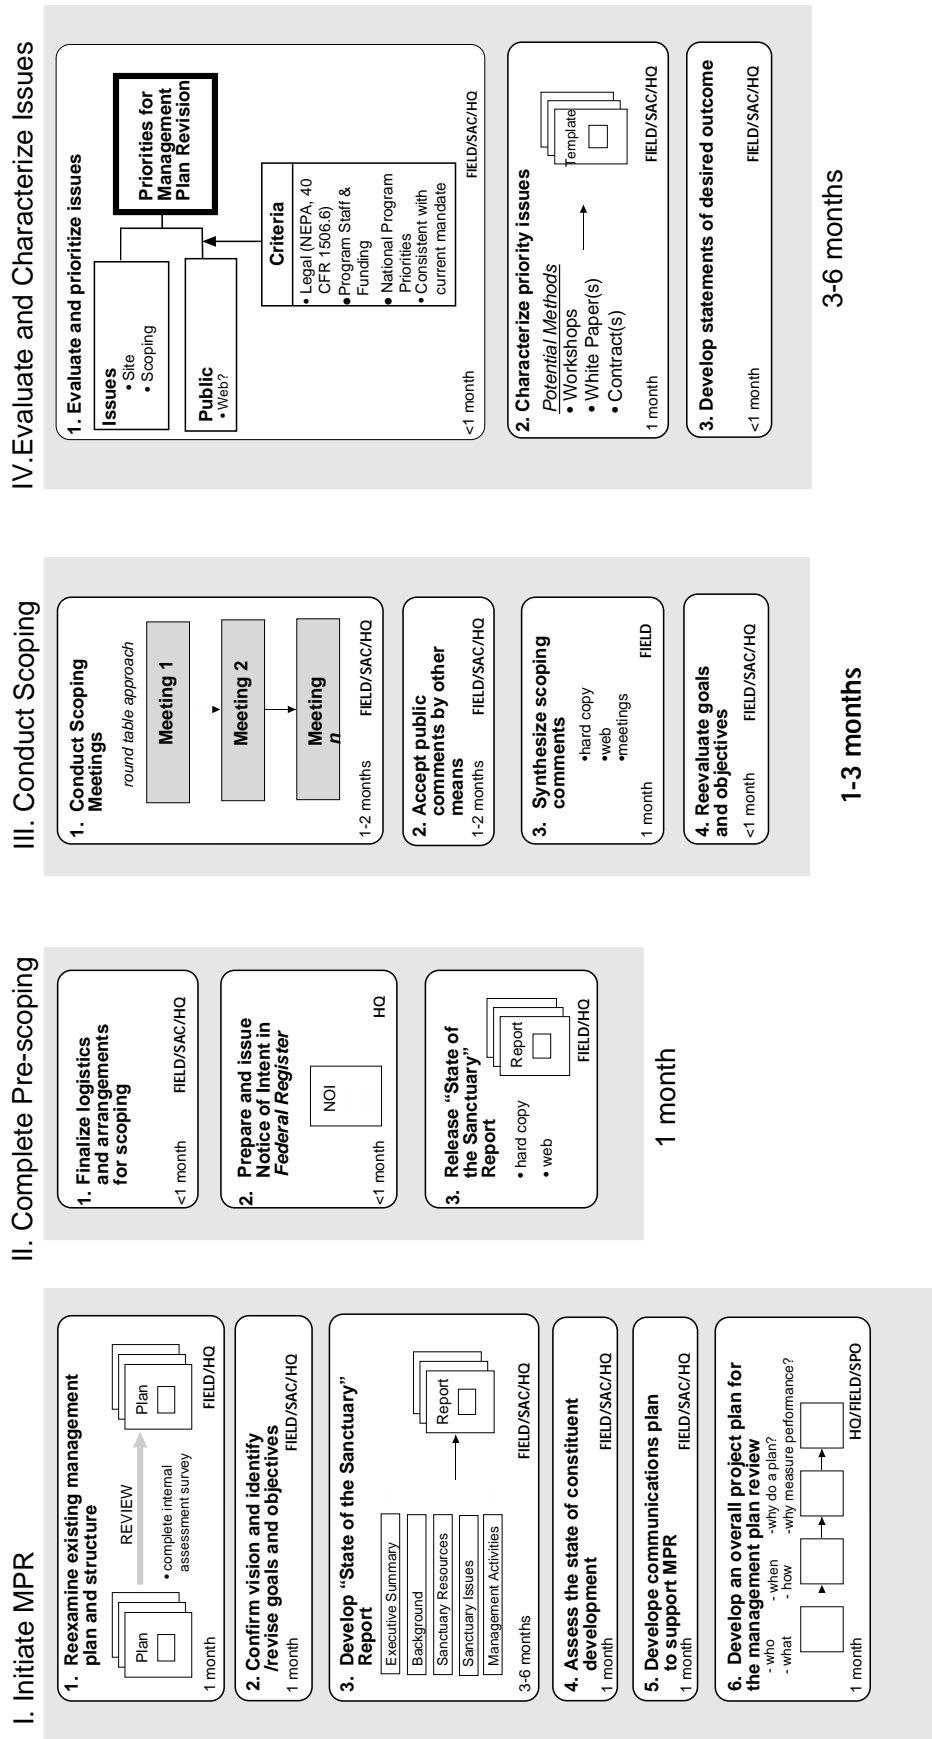 I. Initiate MPR
1. Reexamine existing management
plan and structure
Plan
REVIEW
• complete internal
assessment survey
Plan
1 month
FIELD/HQ
2. Confirm vision and identify
/revise goals and objectives
1 month
FIELD/SAC/HQ
3. Develop “State of the Sanctuary”
Report
Executive Summary
Background
Sanctuary Resources
Sanctuary Issues
Management Activities
Report
3-6 months
FIELD/SAC/HQ
4. Assess the state of constituent
development
1 month
FIELD/SAC/HQ
5. Develope communications plan
to support MPR
1 month
FIELD/SAC/HQ
6. Develop an overall project plan for
the management plan review
- who - when -why do a plan?
- what - how -why measure performance?
1 month
HQ/FIELD/SPO
II. Complete Pre-scoping
1. Finalize logistics
and arrangements
for scoping
<1 month
FIELD/SAC/HQ
2. Prepare and issue
Notice of Intent in
Federal Register
NOI
<1 month
HQ
3. Release “State of
the Sanctuary”
Report
• hard copy
• web
Report
FIELD/HQ
1 month
III. Conduct Scoping
1. Conduct Scoping
Meetings
round table approach
Meeting 1
Meeting 2
Meeting
n
1-2 months
FIELD/SAC/HQ
2. Accept public
comments by other
means
1-2 months
FIELD/SAC/HQ
3. Synthesize scoping
comments
•hard copy
•web
•meetings
1 month
FIELD
4. Reevaluate goals
and objectives
<1 month
FIELD/SAC/HQ
1-3 months
IV.Evaluate and Characterize Issues
1. Evaluate and prioritize issues
Issues
• Site
• Scoping
Public
• Web?
Priorities for
Management
Plan Revision
Criteria
• Legal (NEPA, 40
CFR 1506.6)
• Program Staff &
Funding
• National Program
Priorities
• Consistent with
current mandate
<1 month
FIELD/SAC/HQ
2. Characterize priority issues
Potential Methods
• Workshops
• White Paper(s)
• Contract(s)
Template
1 month
FIELD/SAC/HQ
3. Develop statements of desired outcome
<1 month
FIELD/SAC/HQ
3-6 months